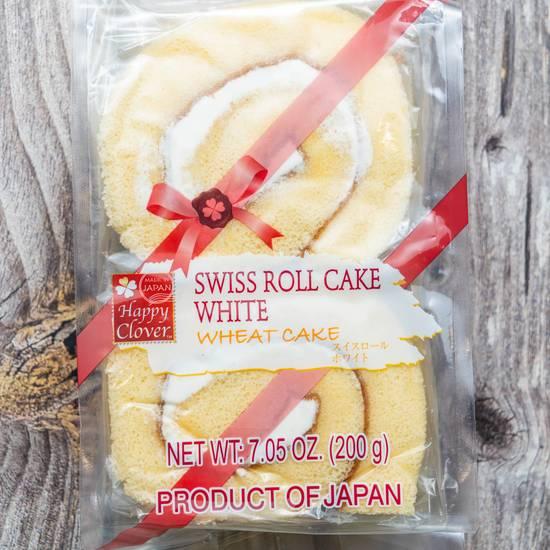 MADE IN
JAPAN
Happy
Clover
SWISS ROLL CAKE
WHITE
WHEAT CAKE
スイスロール
ホワイト
NET WT: 7.05 OZ. (200 g)
PRODUCT OF JAPAN